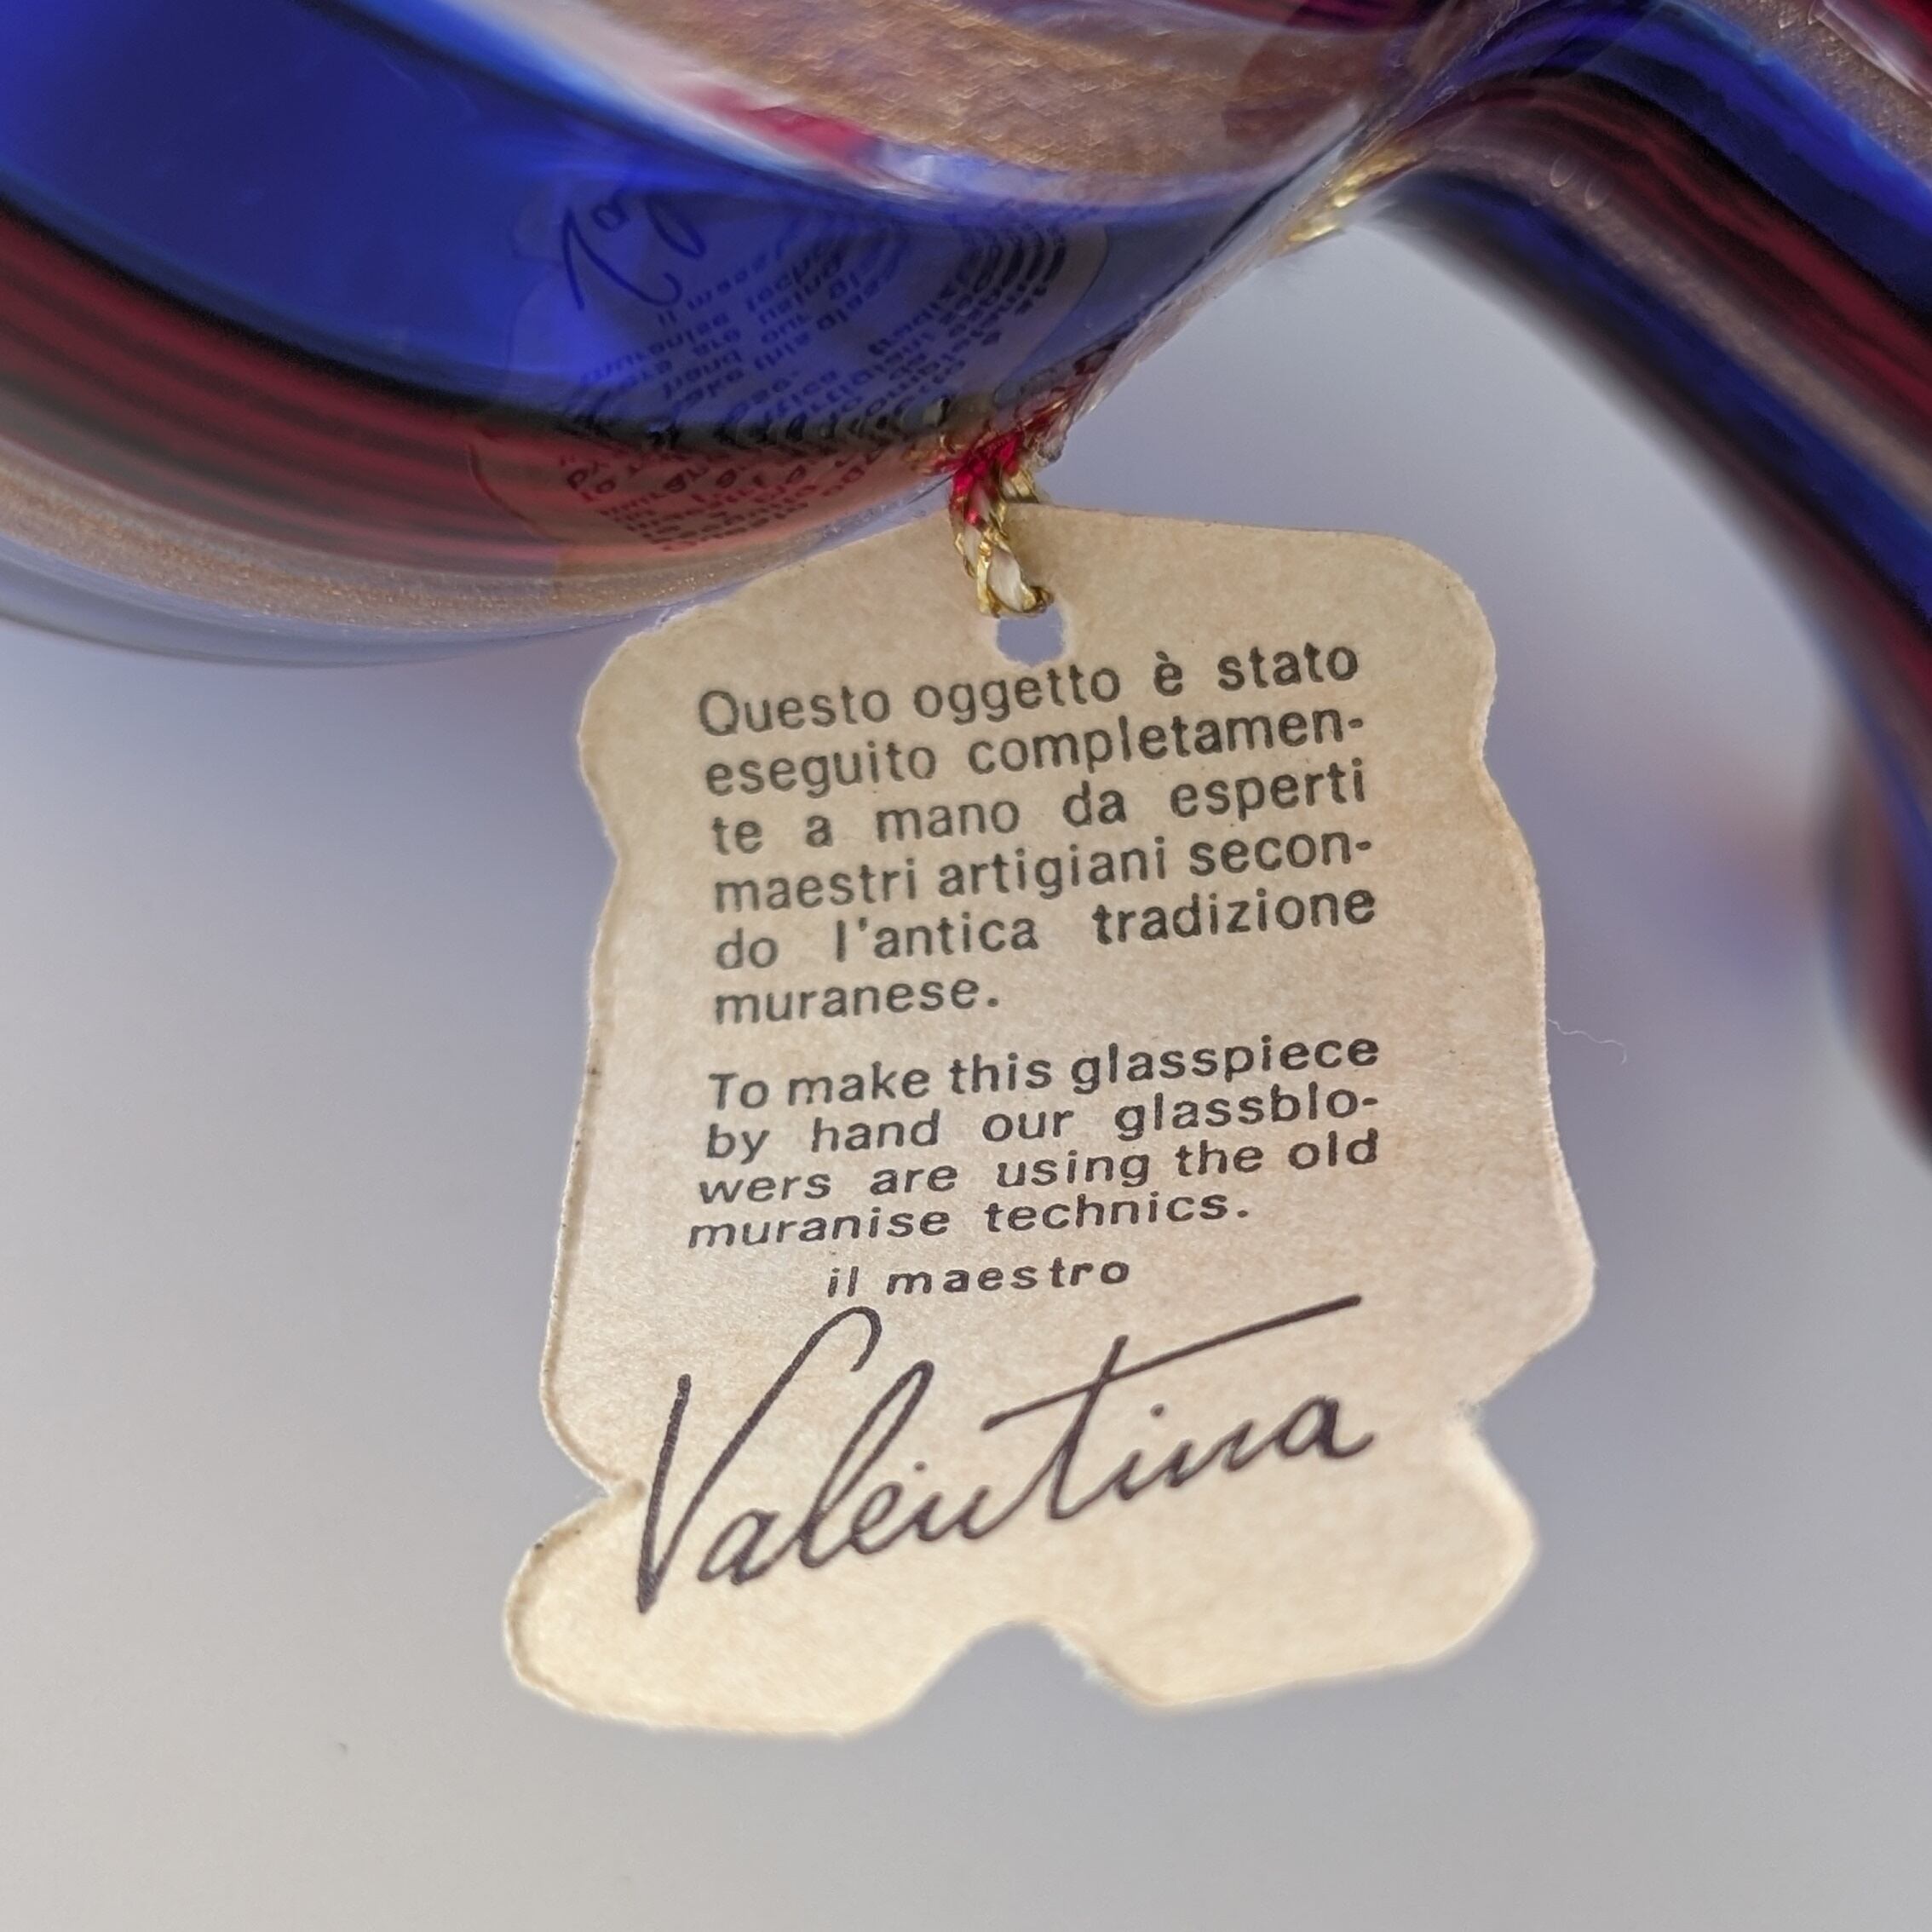 Questo oggetto è stato
eseguito completamen-
te a mano da esperti
maestri artigiani secon-
do l'antica tradizione
muranese.
To make this glasspiece
by hand our glassblo-
wers are using the old
muranise technics.
il maestro
Valentina